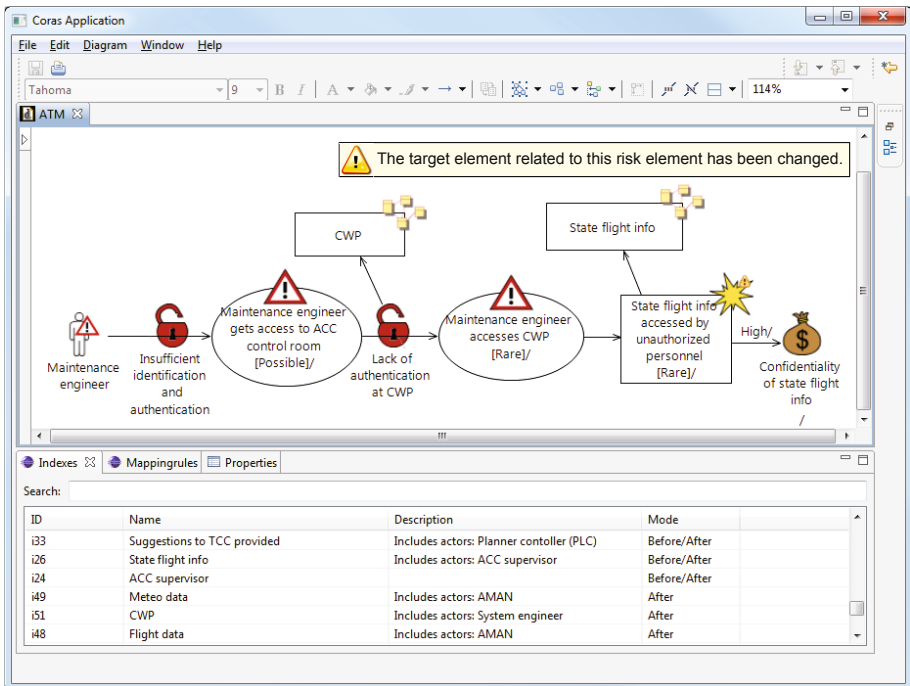 Coras Application
File Edit Diagram Window Help
Tahoma 9 B I A 114%
ATM
The target element related to this risk element has been changed.
CWP
State flight info
Maintenance engineer
gets access to ACC
control room
[Possible]/
Maintenance engineer
accesses CWP
[Rare]/
State flight info
accessed by
unauthorized
personnel
[Rare]/
High/
Maintenance
engineer
Insufficient
identification
and
authentication
Lack of
authentication
at CWP
Confidentiality
of state flight
info
/
Indexes Mappingrules Properties
Search:
ID Name Description Mode
i33 Suggestions to TCC provided Includes actors: Planner contoller (PLC) Before/After
i26 State flight info Includes actors: ACC supervisor Before/After
i24 ACC supervisor Before/After
i49 Meteo data Includes actors: AMAN After
i51 CWP Includes actors: System engineer After
i48 Flight data Includes actors: AMAN After